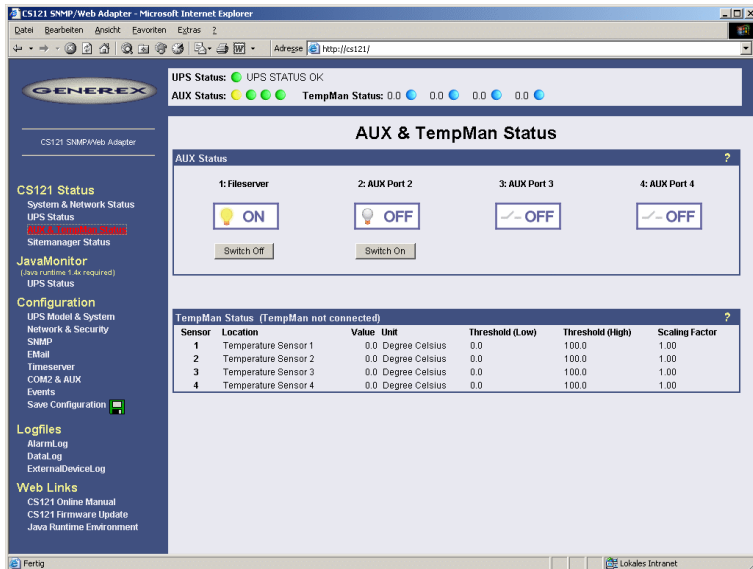 CS121 SNMP/Web Adapter - Microsoft Internet Explorer
Datei Bearbeiten Ansicht Favoriten Extras ?
Adresse http://cs121/
GENEREX
CS121 SNMP/Web Adapter
UPS Status: UPS STATUS OK
AUX Status: TempMan Status: 0.0 0.0 0.0 0.0
CS121 Status
System & Network Status
UPS Status
AUX & TempMan Status
Sitemanager Status
JavaMonitor
(Java runtime 1.4x required)
UPS Status
Configuration
UPS Model & System
Network & Security
SNMP
EMail
Timeserver
COM2 & AUX
Events
Save Configuration
Logfiles
AlarmLog
DataLog
ExternalDeviceLog
Web Links
CS121 Online Manual
CS121 Firmware Update
Java Runtime Environment
AUX & TempMan Status
AUX Status ?
1: Fileserver 2: AUX Port 2 3: AUX Port 3 4: AUX Port 4
ON OFF OFF OFF
Switch Off Switch On
TempMan Status (TempMan not connected) ?
Sensor Location Value Unit Threshold (Low) Threshold (High) Scaling Factor
1 Temperature Sensor 1 0.0 Degree Celsius 0.0 100.0 1.00
2 Temperature Sensor 2 0.0 Degree Celsius 0.0 100.0 1.00
3 Temperature Sensor 3 0.0 Degree Celsius 0.0 100.0 1.00
4 Temperature Sensor 4 0.0 Degree Celsius 0.0 100.0 1.00
Fertig Lokales Intranet